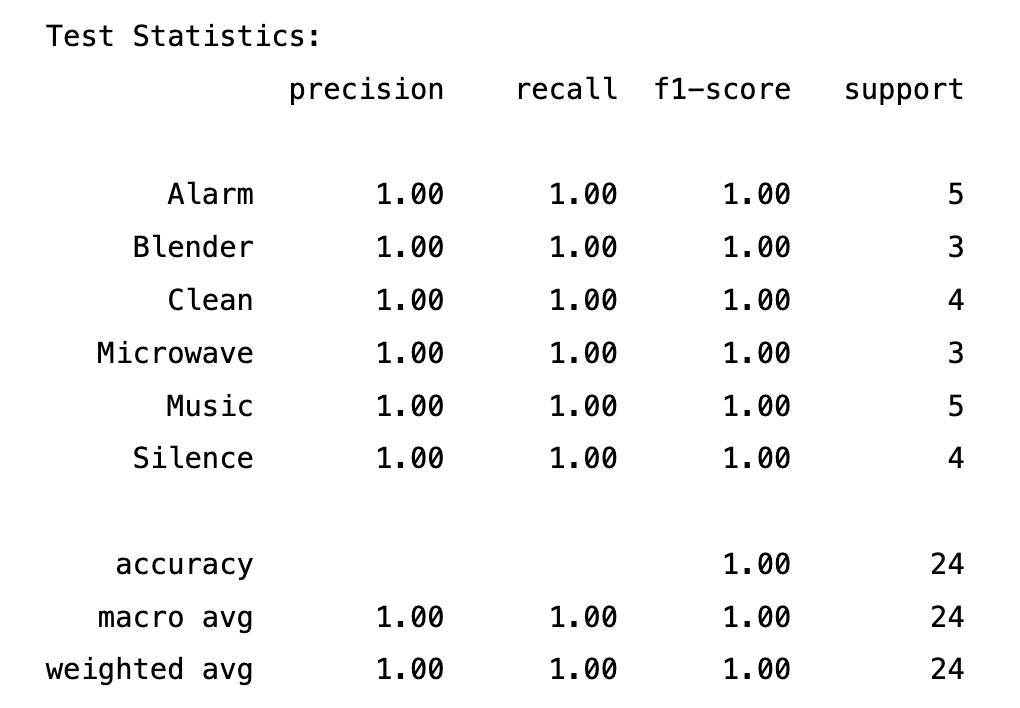 Test Statistics:
precision recall f1-score support
Alarm 1.00 1.00 1.00 5
Blender 1.00 1.00 1.00 3
Clean 1.00 1.00 1.00 4
Microwave 1.00 1.00 1.00 3
Music 1.00 1.00 1.00 5
Silence 1.00 1.00 1.00 4
accuracy 1.00 24
macro avg 1.00 1.00 1.00 24
weighted avg 1.00 1.00 1.00 24